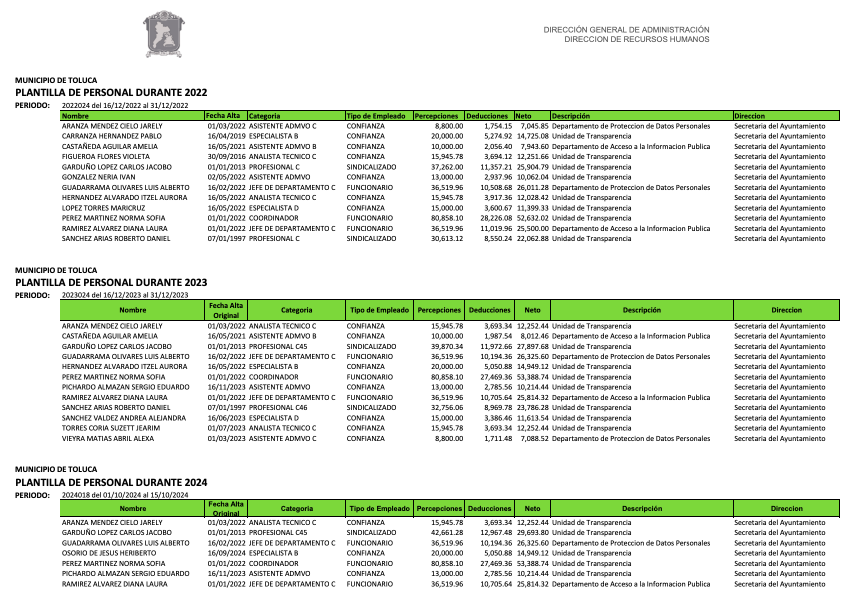 DIRECCIÓN GENERAL DE ADMINISTRACIÓN
DIRECCION DE RECURSOS HUMANOS
MUNICIPIO DE TOLUCA
PLANTILLA DE PERSONAL DURANTE 2022
PERIODO: 2022024 del 16/12/2022 al 31/12/2022
Nombre Fecha Alta Categoria Tipo de Empleado Percepciones Deducciones Neto Descripción Direccion
ARANZA MENDEZ CIELO JARELY 01/03/2022 ASISTENTE ADMVO C CONFIANZA 8,800.00 1,754.15 7,045.85 Departamento de Proteccion de Datos Personales Secretaria del Ayuntamiento
CARRANZA HERNANDEZ PABLO 16/04/2019 ESPECIALISTA B CONFIANZA 20,000.00 5,274.92 14,725.08 Unidad de Transparencia Secretaria del Ayuntamiento
CASTAÑEDA AGUILAR AMELIA 16/05/2021 ASISTENTE ADMVO B CONFIANZA 10,000.00 2,056.40 7,943.60 Departamento de Acceso a la Informacion Publica Secretaria del Ayuntamiento
FIGUEROA FLORES VIOLETA 30/09/2016 ANALISTA TECNICO C CONFIANZA 15,945.78 3,694.12 12,251.66 Unidad de Transparencia Secretaria del Ayuntamiento
GARDUÑO LOPEZ CARLOS JACOBO 01/01/2013 PROFESIONAL C SINDICALIZADO 37,262.00 11,357.21 25,904.79 Unidad de Transparencia Secretaria del Ayuntamiento
GONZALEZ NERIA IVAN 02/05/2022 ASISTENTE ADMVO CONFIANZA 13,000.00 2,937.96 10,062.04 Unidad de Transparencia Secretaria del Ayuntamiento
GUADARRAMA OLIVARES LUIS ALBERTO 16/02/2022 JEFE DE DEPARTAMENTO C FUNCIONARIO 36,519.96 10,508.68 26,011.28 Departamento de Proteccion de Datos Personales Secretaria del Ayuntamiento
HERNANDEZ ALVARADO ITZEL AURORA 16/05/2022 ANALISTA TECNICO C CONFIANZA 15,945.78 3,917.36 12,028.42 Unidad de Transparencia Secretaria del Ayuntamiento
LOPEZ TORRES MARICRUZ 16/05/2022 ESPECIALISTA D CONFIANZA 15,000.00 3,600.67 11,399.33 Unidad de Transparencia Secretaria del Ayuntamiento
PEREZ MARTINEZ NORMA SOFIA 01/01/2022 COORDINADOR FUNCIONARIO 80,858.10 28,226.08 52,632.02 Unidad de Transparencia Secretaria del Ayuntamiento
RAMIREZ ALVAREZ DIANA LAURA 01/01/2022 JEFE DE DEPARTAMENTO C FUNCIONARIO 36,519.96 11,019.96 25,500.00 Departamento de Acceso a la Informacion Publica Secretaria del Ayuntamiento
SANCHEZ ARIAS ROBERTO DANIEL 07/01/1997 PROFESIONAL C SINDICALIZADO 30,613.12 8,550.24 22,062.88 Unidad de Transparencia Secretaria del Ayuntamiento
MUNICIPIO DE TOLUCA
PLANTILLA DE PERSONAL DURANTE 2023
PERIODO: 2023024 del 16/12/2023 al 31/12/2023
Nombre Fecha Alta Original Categoria Tipo de Empleado Percepciones Deducciones Neto Descripción Direccion
ARANZA MENDEZ CIELO JARELY 01/03/2022 ANALISTA TECNICO C CONFIANZA 15,945.78 3,693.34 12,252.44 Unidad de Transparencia Secretaria del Ayuntamiento
CASTAÑEDA AGUILAR AMELIA 16/05/2021 ASISTENTE ADMVO B CONFIANZA 10,000.00 1,987.54 8,012.46 Departamento de Acceso a la Informacion Publica Secretaria del Ayuntamiento
GARDUÑO LOPEZ CARLOS JACOBO 01/01/2013 PROFESIONAL C45 SINDICALIZADO 39,870.34 11,972.66 27,897.68 Unidad de Transparencia Secretaria del Ayuntamiento
GUADARRAMA OLIVARES LUIS ALBERTO 16/02/2022 JEFE DE DEPARTAMENTO C FUNCIONARIO 36,519.96 10,194.36 26,325.60 Departamento de Proteccion de Datos Personales Secretaria del Ayuntamiento
HERNANDEZ ALVARADO ITZEL AURORA 16/05/2022 ESPECIALISTA B CONFIANZA 20,000.00 5,050.88 14,949.12 Unidad de Transparencia Secretaria del Ayuntamiento
PEREZ MARTINEZ NORMA SOFIA 01/01/2022 COORDINADOR FUNCIONARIO 80,858.10 27,469.36 53,388.74 Unidad de Transparencia Secretaria del Ayuntamiento
PICHARDO ALMAZAN SERGIO EDUARDO 16/11/2023 ASISTENTE ADMVO CONFIANZA 13,000.00 2,785.56 10,214.44 Unidad de Transparencia Secretaria del Ayuntamiento
RAMIREZ ALVAREZ DIANA LAURA 01/01/2022 JEFE DE DEPARTAMENTO C FUNCIONARIO 36,519.96 10,705.64 25,814.32 Departamento de Acceso a la Informacion Publica Secretaria del Ayuntamiento
SANCHEZ ARIAS ROBERTO DANIEL 07/01/1997 PROFESIONAL C46 SINDICALIZADO 32,756.06 8,969.78 23,786.28 Unidad de Transparencia Secretaria del Ayuntamiento
SANCHEZ VALDEZ ANDREA ALEJANDRA 16/06/2023 ESPECIALISTA D CONFIANZA 15,000.00 3,386.46 11,613.54 Unidad de Transparencia Secretaria del Ayuntamiento
TORRES CORIA SUZETT JEARIM 01/07/2023 ANALISTA TECNICO C CONFIANZA 15,945.78 3,693.34 12,252.44 Unidad de Transparencia Secretaria del Ayuntamiento
VIEYRA MATIAS ABRIL ALEXA 01/03/2023 ASISTENTE ADMVO C CONFIANZA 8,800.00 1,711.48 7,088.52 Departamento de Proteccion de Datos Personales Secretaria del Ayuntamiento
MUNICIPIO DE TOLUCA
PLANTILLA DE PERSONAL DURANTE 2024
PERIODO: 2024018 del 01/10/2024 al 15/10/2024
Nombre Fecha Alta Original Categoria Tipo de Empleado Percepciones Deducciones Neto Descripción Direccion
ARANZA MENDEZ CIELO JARELY 01/03/2022 ANALISTA TECNICO C CONFIANZA 15,945.78 3,693.34 12,252.44 Unidad de Transparencia Secretaria del Ayuntamiento
GARDUÑO LOPEZ CARLOS JACOBO 01/01/2013 PROFESIONAL C45 SINDICALIZADO 42,661.28 12,967.48 29,693.80 Unidad de Transparencia Secretaria del Ayuntamiento
GUADARRAMA OLIVARES LUIS ALBERTO 16/02/2022 JEFE DE DEPARTAMENTO C FUNCIONARIO 36,519.96 10,194.36 26,325.60 Departamento de Proteccion de Datos Personales Secretaria del Ayuntamiento
OSORIO DE JESUS HERIBERTO 16/09/2024 ESPECIALISTA B CONFIANZA 20,000.00 5,050.88 14,949.12 Unidad de Transparencia Secretaria del Ayuntamiento
PEREZ MARTINEZ NORMA SOFIA 01/01/2022 COORDINADOR FUNCIONARIO 80,858.10 27,469.36 53,388.74 Unidad de Transparencia Secretaria del Ayuntamiento
PICHARDO ALMAZAN SERGIO EDUARDO 16/11/2023 ASISTENTE ADMVO CONFIANZA 13,000.00 2,785.56 10,214.44 Unidad de Transparencia Secretaria del Ayuntamiento
RAMIREZ ALVAREZ DIANA LAURA 01/01/2022 JEFE DE DEPARTAMENTO C FUNCIONARIO 36,519.96 10,705.64 25,814.32 Departamento de Acceso a la Informacion Publica Secretaria del Ayuntamiento